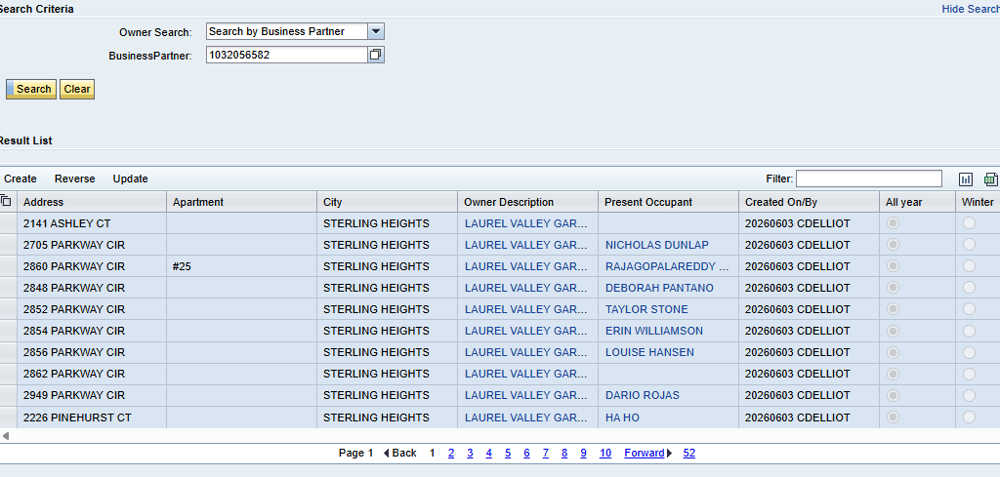 Search Criteria Hide Search
Owner Search: Search by Business Partner
BusinessPartner: 1032056582
Search Clear
Result List
Create Reverse Update Filter:
Address Apartment City Owner Description Present Occupant Created On/By All year Winter
2141 ASHLEY CT STERLING HEIGHTS LAUREL VALLEY GAR... 20260603 CDELLIOT
2705 PARKWAY CIR STERLING HEIGHTS LAUREL VALLEY GAR... NICHOLAS DUNLAP 20260603 CDELLIOT
2860 PARKWAY CIR #25 STERLING HEIGHTS LAUREL VALLEY GAR... RAJAGOPALAREDDY ... 20260603 CDELLIOT
2848 PARKWAY CIR STERLING HEIGHTS LAUREL VALLEY GAR... DEBORAH PANTANO 20260603 CDELLIOT
2852 PARKWAY CIR STERLING HEIGHTS LAUREL VALLEY GAR... TAYLOR STONE 20260603 CDELLIOT
2854 PARKWAY CIR STERLING HEIGHTS LAUREL VALLEY GAR... ERIN WILLIAMSON 20260603 CDELLIOT
2856 PARKWAY CIR STERLING HEIGHTS LAUREL VALLEY GAR... LOUISE HANSEN 20260603 CDELLIOT
2862 PARKWAY CIR STERLING HEIGHTS LAUREL VALLEY GAR... 20260603 CDELLIOT
2949 PARKWAY CIR STERLING HEIGHTS LAUREL VALLEY GAR... DARIO ROJAS 20260603 CDELLIOT
2226 PINEHURST CT STERLING HEIGHTS LAUREL VALLEY GAR... HA HO 20260603 CDELLIOT
Page 1 Back 1 2 3 4 5 6 7 8 9 10 Forward 52